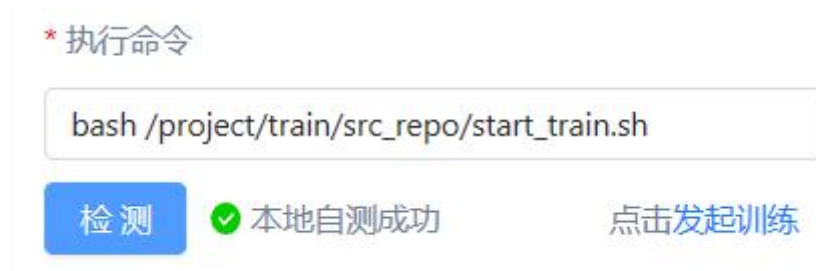 * 执行命令
bash /project/train/src_repo/start_train.sh
检测 本地自测成功 点击发起训练